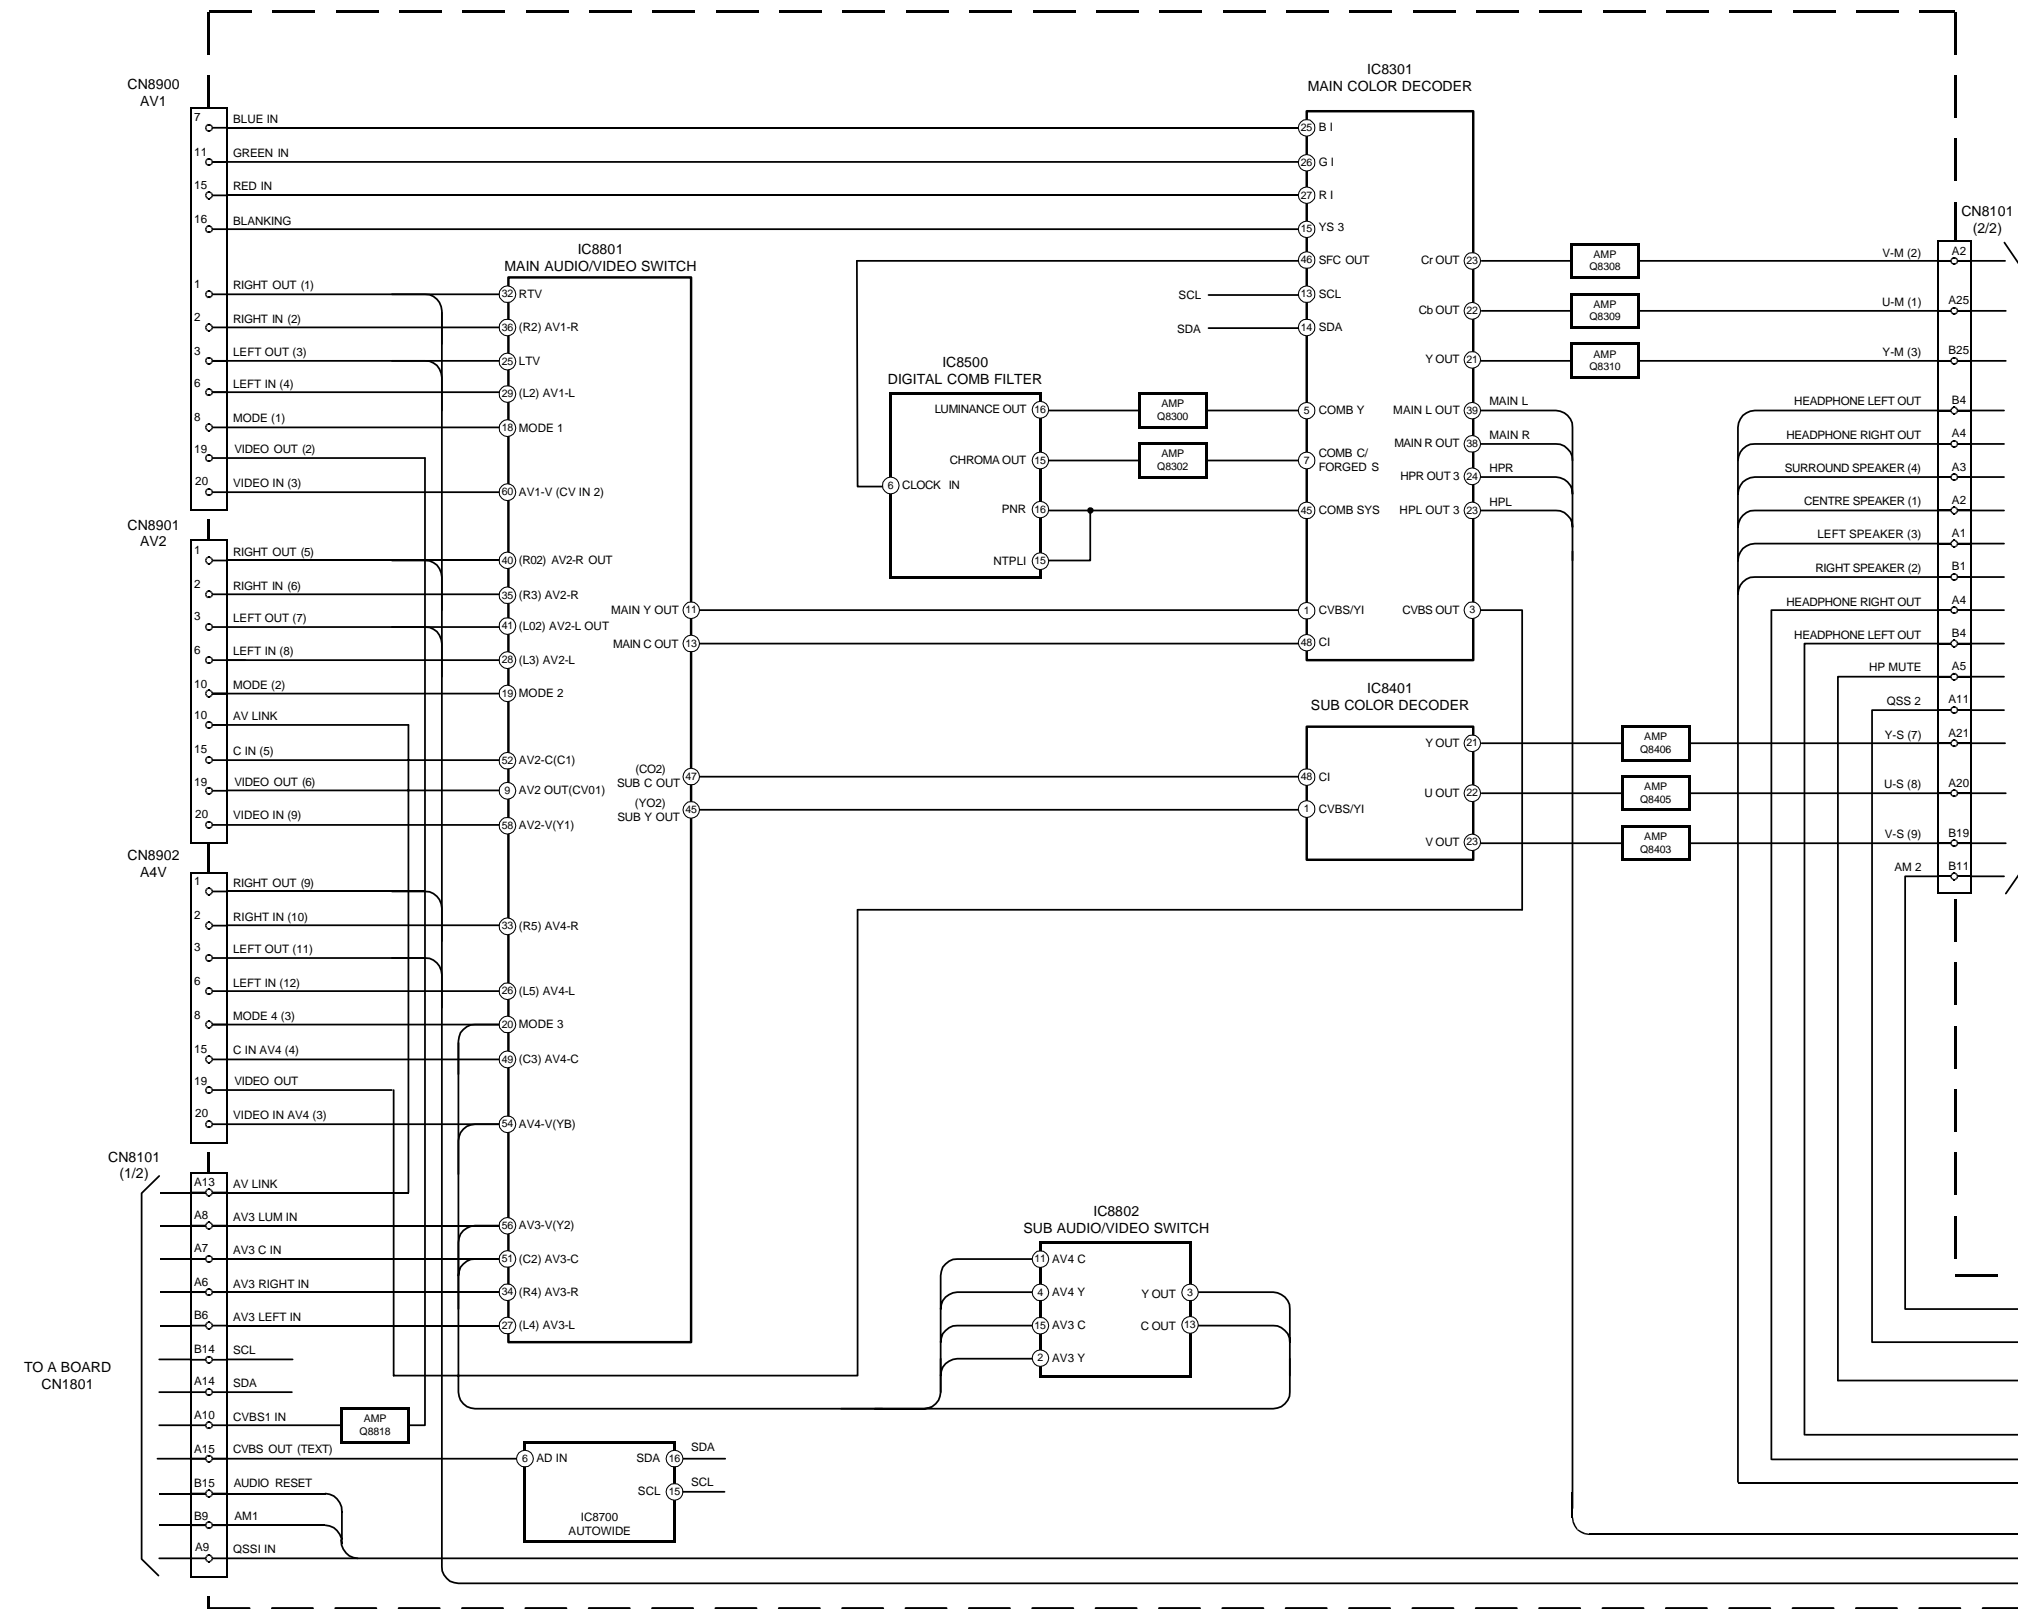 CN8900
AV1
7 BLUE IN
11 GREEN IN
15 RED IN
16 BLANKING
1 RIGHT OUT (1)
2 RIGHT IN (2)
3 LEFT OUT (3)
6 LEFT IN (4)
8 MODE (1)
19 VIDEO OUT (2)
20 VIDEO IN (3)
CN8901
AV2
1 RIGHT OUT (5)
2 RIGHT IN (6)
3 LEFT OUT (7)
6 LEFT IN (8)
10 MODE (2)
10 AV LINK
15 C IN (5)
19 VIDEO OUT (6)
20 VIDEO IN (9)
CN8902
A4V
1 RIGHT OUT (9)
2 RIGHT IN (10)
3 LEFT OUT (11)
6 LEFT IN (12)
8 MODE 4 (3)
15 C IN AV4 (4)
19 VIDEO OUT
20 VIDEO IN AV4 (3)
CN8101
(1/2)
A13 AV LINK
A8 AV3 LUM IN
A7 AV3 C IN
A6 AV3 RIGHT IN
B6 AV3 LEFT IN
B14 SCL
A14 SDA
A10 CVBS1 IN
A15 CVBS OUT (TEXT)
B15 AUDIO RESET
B9 AM1
A9 QSSI IN
TO A BOARD
CN1801
AMP
Q8818
IC8801
MAIN AUDIO/VIDEO SWITCH
32 RTV
36 (R2) AV1-R
25 LTV
29 (L2) AV1-L
18 MODE 1
60 AV1-V (CV IN 2)
40 (R02) AV2-R OUT
35 (R3) AV2-R
41 (L02) AV2-L OUT
28 (L3) AV2-L
19 MODE 2
52 AV2-C(C1)
9 AV2 OUT(CV01)
58 AV2-V(Y1)
33 (R5) AV4-R
26 (L5) AV4-L
20 MODE 3
49 (C3) AV4-C
54 AV4-V(YB)
56 AV3-V(Y2)
51 (C2) AV3-C
34 (R4) AV3-R
27 (L4) AV3-L
MAIN Y OUT 11
MAIN C OUT 13
(CO2)
SUB C OUT 47
(YO2)
SUB Y OUT 45
6 AD IN
SDA 16 SDA
SCL 15 SCL
IC8700
AUTOWIDE
IC8500
DIGITAL COMB FILTER
LUMINANCE OUT 16
CHROMA OUT 15
6 CLOCK IN
PNR 16
NTPLI 15
AMP
Q8300
AMP
Q8302
SCL
SDA
IC8301
MAIN COLOR DECODER
25 B I
26 G I
27 R I
15 YS 3
46 SFC OUT
13 SCL
14 SDA
5 COMB Y
7 COMB C/
FORGED S
45 COMB SYS
1 CVBS/YI
48 CI
Cr OUT 23
Cb OUT 22
Y OUT 21
MAIN L OUT 39 MAIN L
MAIN R OUT 38 MAIN R
HPR OUT 3 24 HPR
HPL OUT 3 23 HPL
CVBS OUT 3
AMP
Q8308
AMP
Q8309
AMP
Q8310
IC8401
SUB COLOR DECODER
48 CI
1 CVBS/YI
Y OUT 21
U OUT 22
V OUT 23
AMP
Q8406
AMP
Q8405
AMP
Q8403
IC8802
SUB AUDIO/VIDEO SWITCH
11 AV4 C
4 AV4 Y
15 AV3 C
2 AV3 Y
Y OUT 3
C OUT 13
CN8101
(2/2)
V-M (2) A2
U-M (1) A25
Y-M (3) B25
HEADPHONE LEFT OUT B4
HEADPHONE RIGHT OUT A4
SURROUND SPEAKER (4) A3
CENTRE SPEAKER (1) A2
LEFT SPEAKER (3) A1
RIGHT SPEAKER (2) B1
HEADPHONE RIGHT OUT A4
HEADPHONE LEFT OUT B4
HP MUTE A5
QSS 2 A11
Y-S (7) A21
U-S (8) A20
V-S (9) B19
AM 2 B11